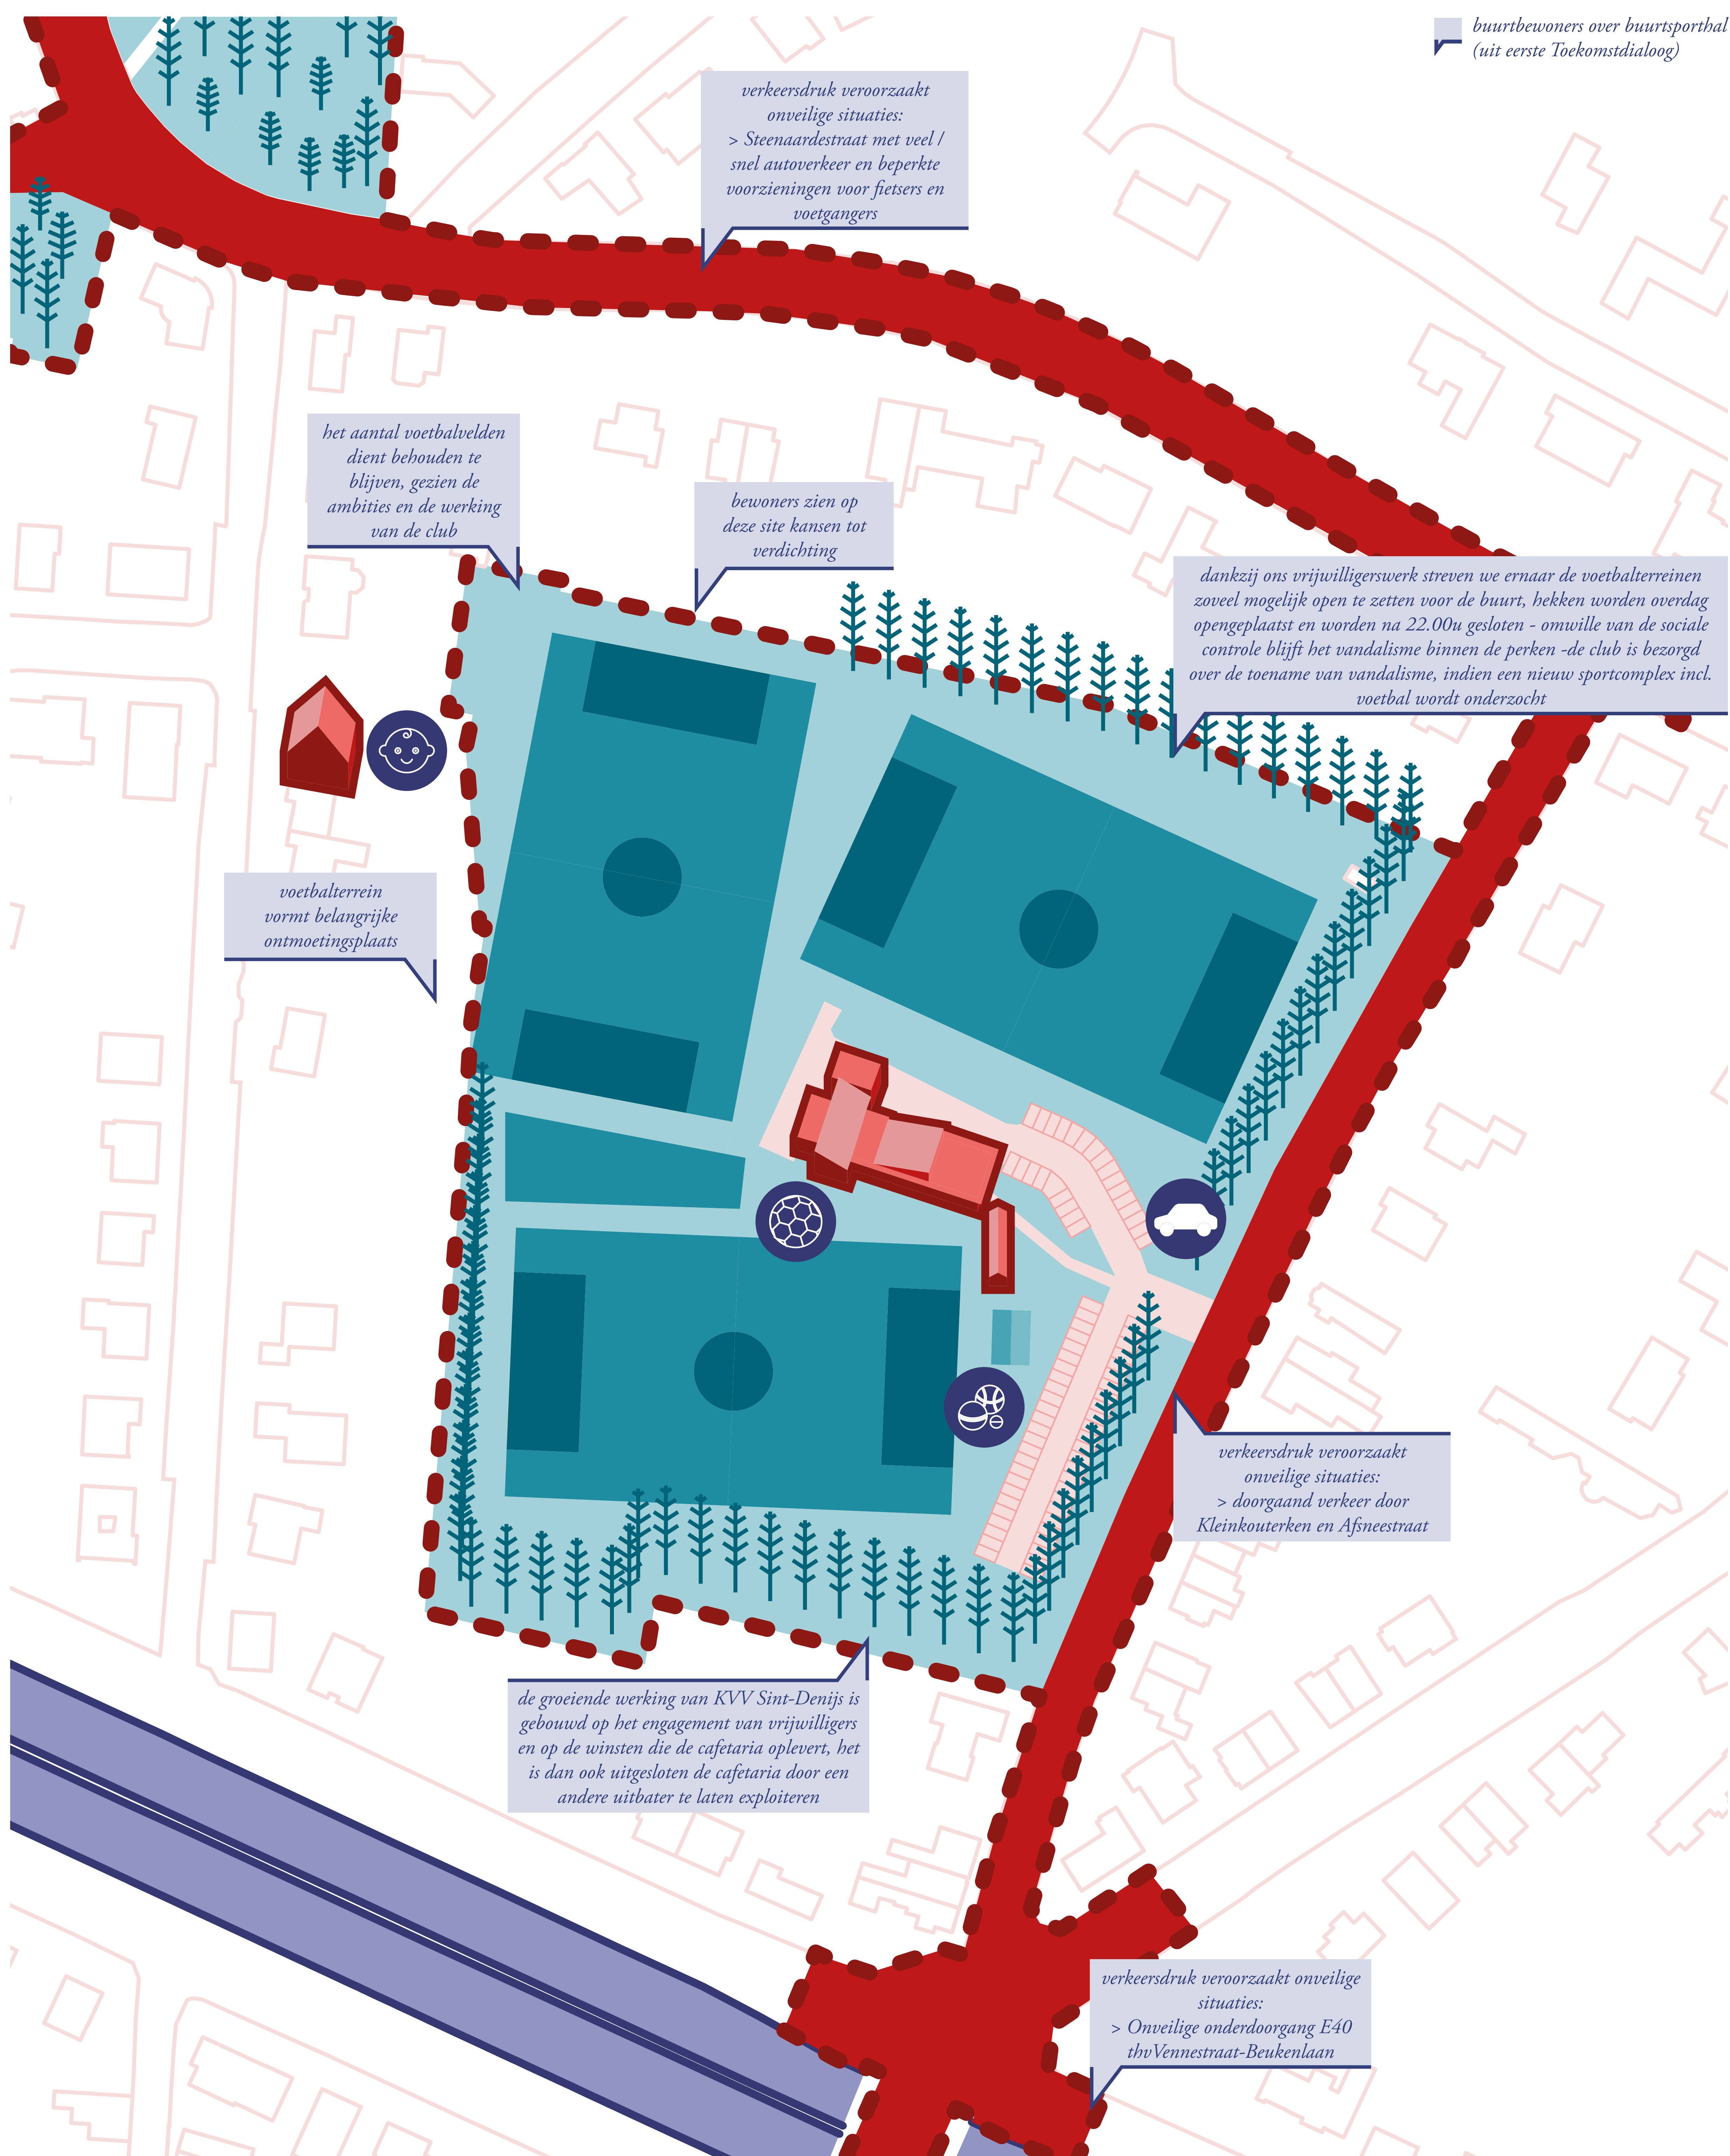 buurtbewoners over buurtsporthal
(uit eerste Toekomstdialoog)
verkeersdruk veroorzaakt
onveilige situaties:
> Steenaardestraat met veel /
snel autoverkeer en beperkte
voorzieningen voor fietsers en
voetgangers
het aantal voetbalvelden
dient behouden te
blijven, gezien de
ambities en de werking
van de club
bewoners zien op
deze site kansen tot
verdichting
dankzij ons vrijwilligerswerk streven we ernaar de voetbalterreinen
zoveel mogelijk open te zetten voor de buurt, hekken worden overdag
opengeplaatst en worden na 22.00u gesloten - omwille van de sociale
controle blijft het vandalisme binnen de perken -de club is bezorgd
over de toename van vandalisme, indien een nieuw sportcomplex incl.
voetbal wordt onderzocht
voetbalterrein
vormt belangrijke
ontmoetingsplaats
verkeersdruk veroorzaakt
onveilige situaties:
> doorgaand verkeer door
Kleinkouterken en Afsneestraat
de groeiende werking van KVV Sint-Denijs is
gebouwd op het engagement van vrijwilligers
en op de winsten die de cafetaria oplevert, het
is dan ook uitgesloten de cafetaria door een
andere uitbater te laten exploiteren
verkeersdruk veroorzaakt onveilige
situaties:
> Onveilige onderdoorgang E40
thvVennestraat-Beukenlaan